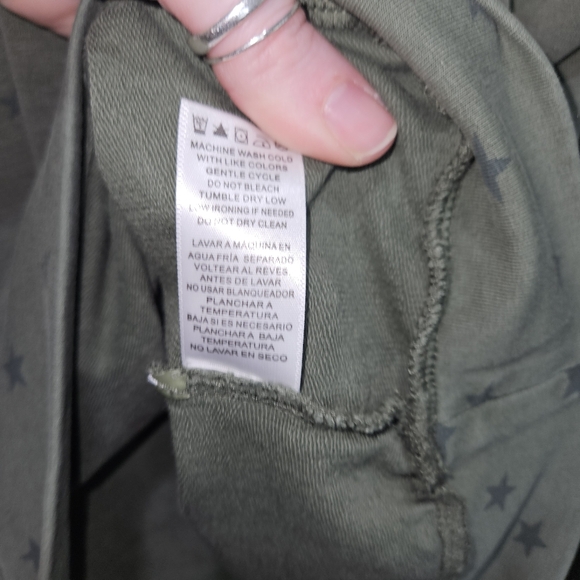 MACHINE WASH COLD
WITH LIKE COLORS
GENTLE CYCLE
DO NOT BLEACH
TUMBLE DRY LOW
LOW IRONING IF NEEDED
DO NOT DRY CLEAN
LAVAR A MÁQUINA EN
AGUA FRÍA SEPARADO
VOLTEAR AL REVES
ANTES DE LAVAR
NO USAR BLANQUEADOR
PLANCHAR A
TEMPERATURA
BAJA SI ES NECESARIO
PLANCHAR A BAJA
TEMPERATURA
NO LAVAR EN SECO